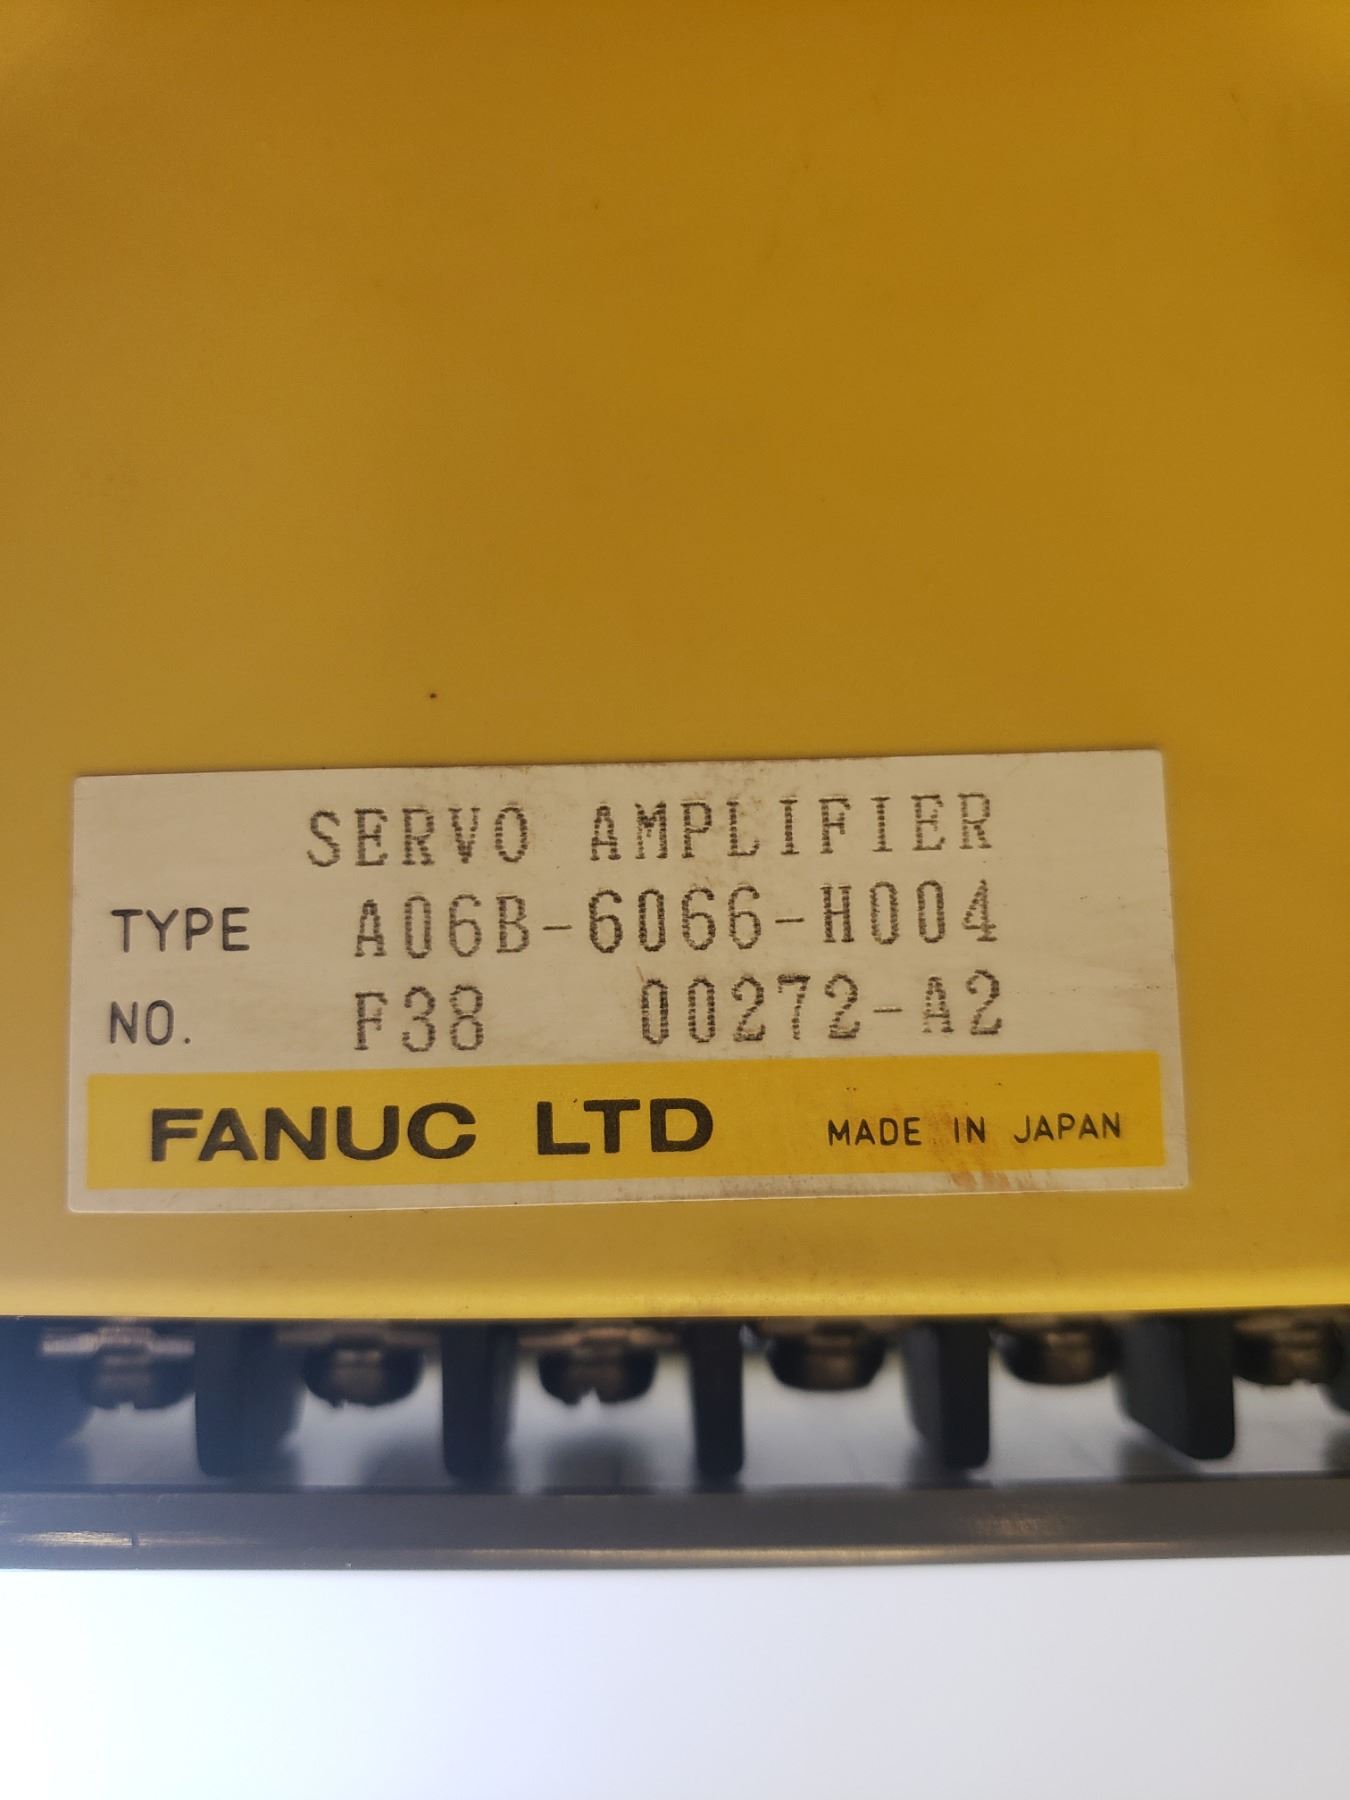 SERVO AMPLIFIER
TYPE A06B-6066-H004
NO. F38 00272-A2
FANUC LTD MADE IN JAPAN